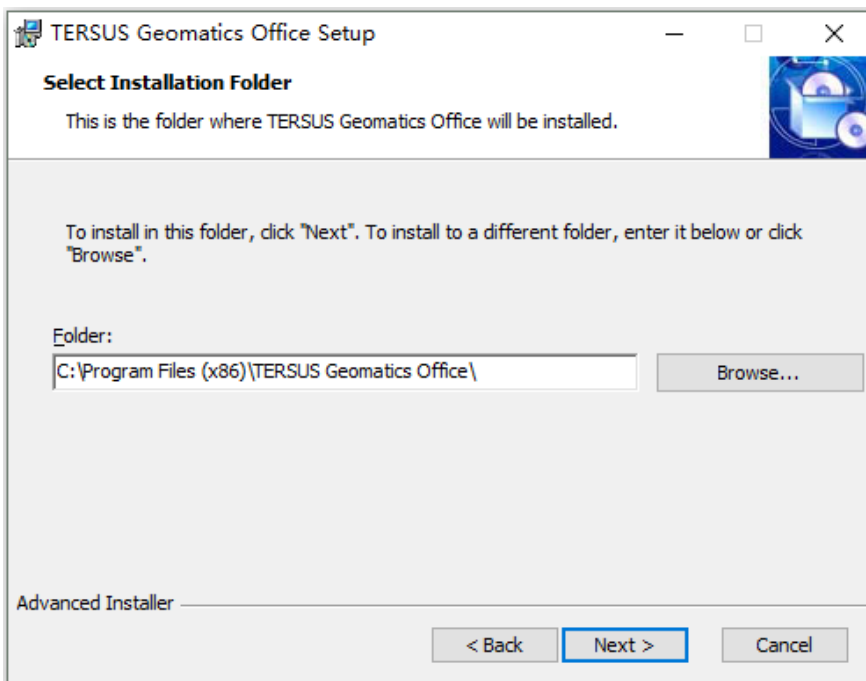 TERSUS Geomatics Office Setup
Select Installation Folder
This is the folder where TERSUS Geomatics Office will be installed.
To install in this folder, click "Next". To install to a different folder, enter it below or click
"Browse".
Folder:
C:\Program Files (x86)\TERSUS Geomatics Office\
Browse...
Advanced Installer
< Back
Next >
Cancel